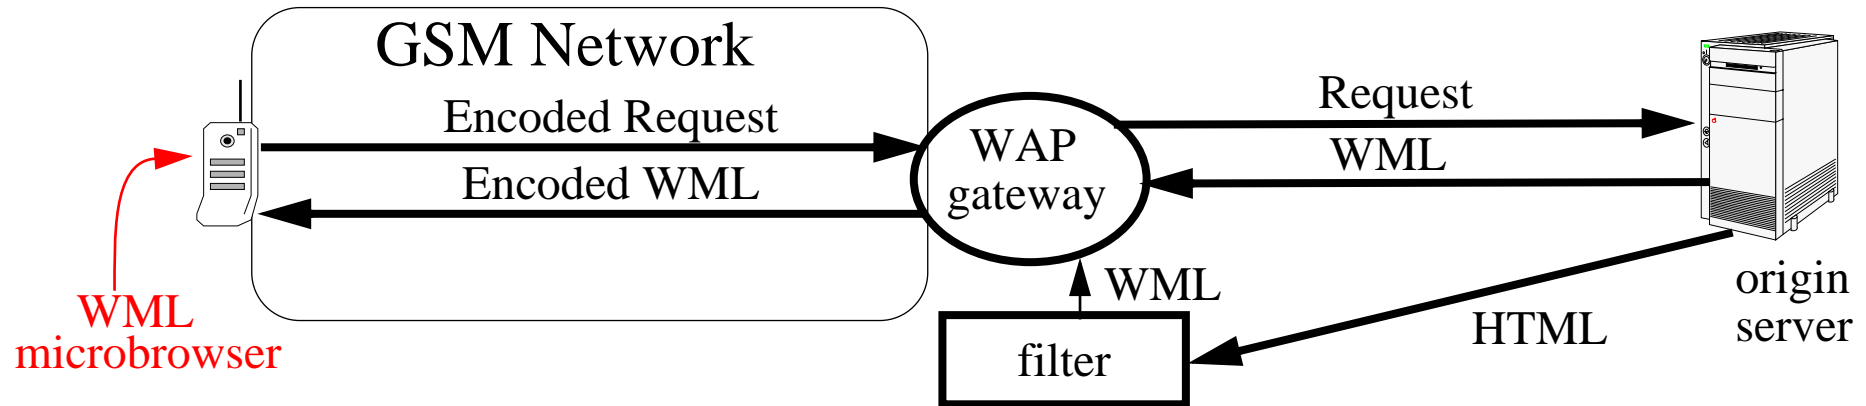 GSM Network
Encoded Request
Request
WAP
gateway
WML
Encoded WML
WML
microbrowser
WML
filter
HTML
origin
server